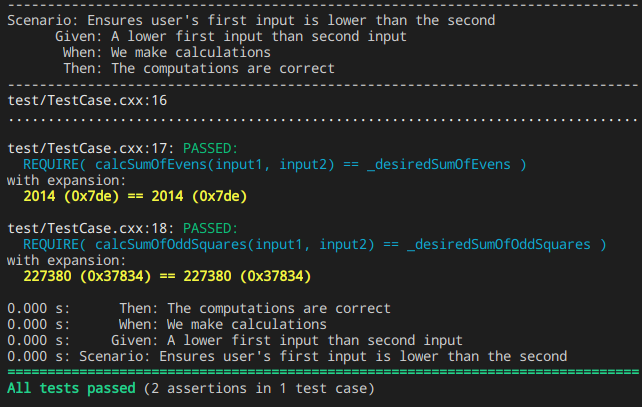 -------------------------------------------------------------------------------
Scenario: Ensures user's first input is lower than the second
      Given: A lower first input than second input
       When: We make calculations
       Then: The computations are correct
-------------------------------------------------------------------------------
test/TestCase.cxx:16
...............................................................................
test/TestCase.cxx:17: PASSED:
  REQUIRE( calcSumOfEvens(input1, input2) == _desiredSumOfEvens )
with expansion:
  2014 (0x7de) == 2014 (0x7de)
test/TestCase.cxx:18: PASSED:
  REQUIRE( calcSumOfOddSquares(input1, input2) == _desiredSumOfOddSquares )
with expansion:
  227380 (0x37834) == 227380 (0x37834)
0.000 s:      Then: The computations are correct
0.000 s:      When: We make calculations
0.000 s:     Given: A lower first input than second input
0.000 s: Scenario: Ensures user's first input is lower than the second
===============================================================================
All tests passed (2 assertions in 1 test case)